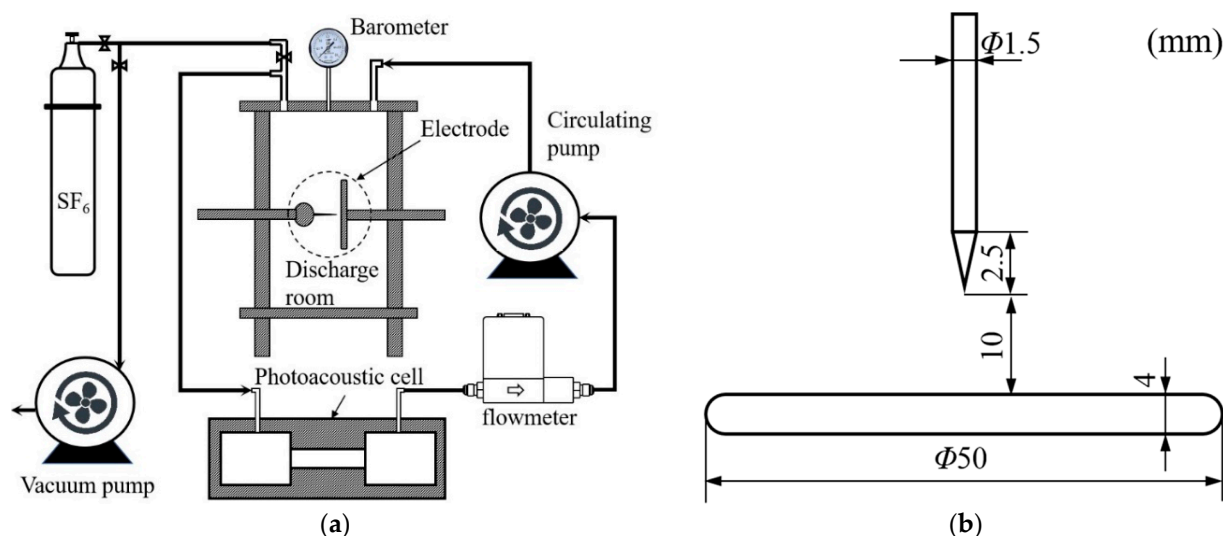 Barometer
Electrode
Circulating
pump
SF₆
Discharge
room
Photoacoustic cell
flowmeter
Vacuum pump
(a)
Φ1.5
(mm)
2.5
10
4
Φ50
(b)